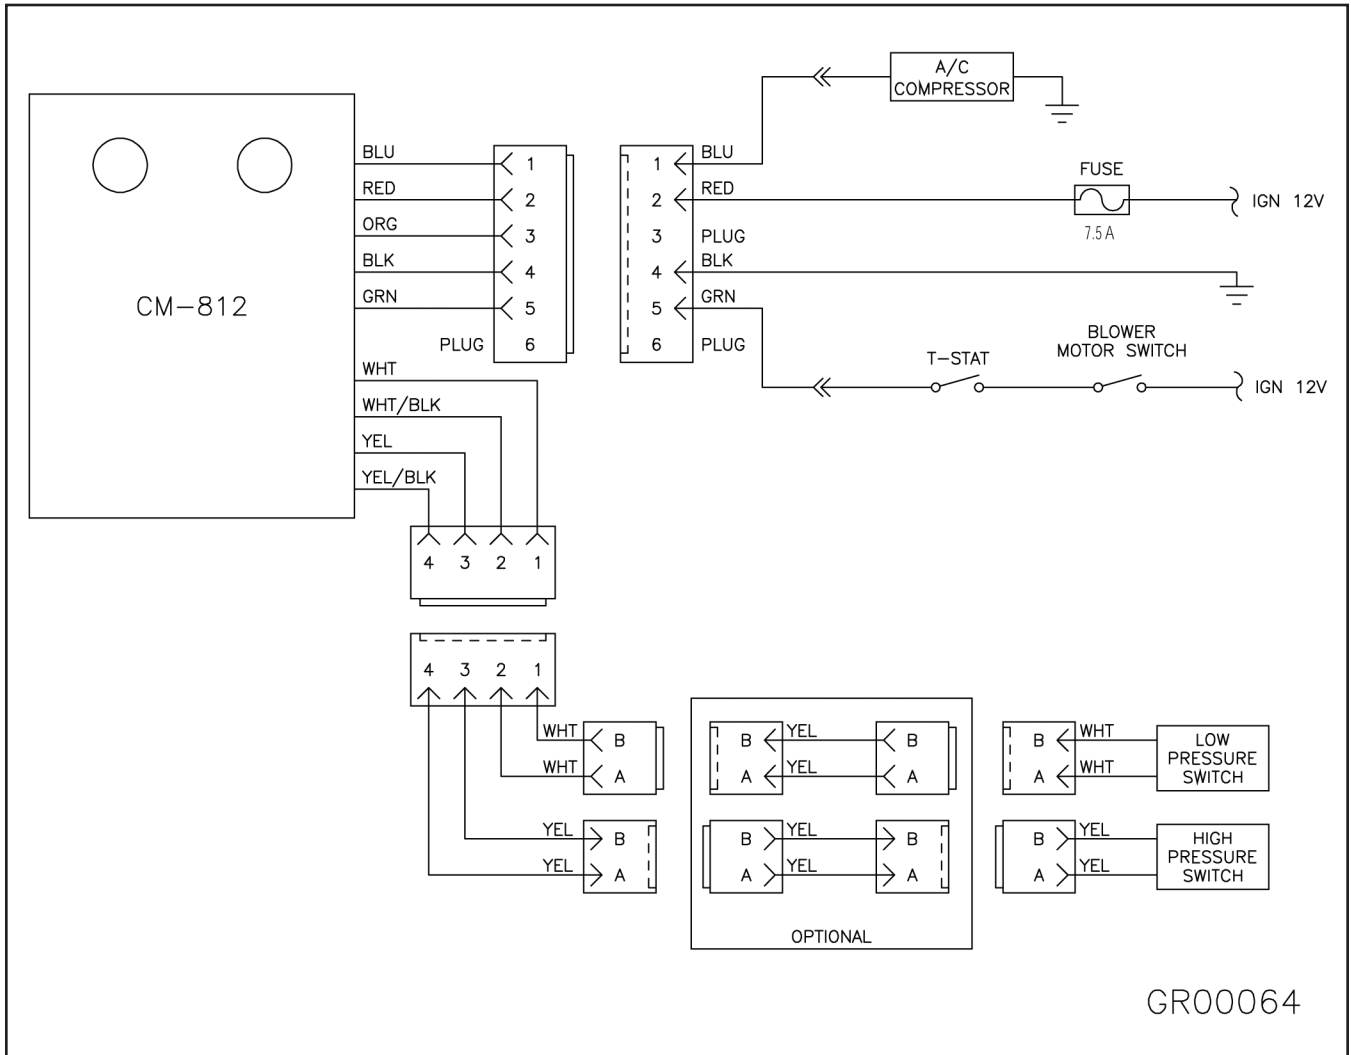 A/C
COMPRESSOR
BLU
1
1
BLU
FUSE
RED
2
2
RED
IGN 12V
7.5 A
ORG
3
3
PLUG
BLK
4
4
BLK
CM-812
GRN
5
5
GRN
PLUG
6
6
PLUG
BLOWER
MOTOR SWITCH
T-STAT
IGN 12V
WHT
WHT/BLK
YEL
YEL/BLK
4 3 2 1
4 3 2 1
WHT
B
B
YEL
B
B
WHT
WHT
A
A
YEL
A
A
WHT
LOW
PRESSURE
SWITCH
YEL
B
B
YEL
B
B
YEL
YEL
A
A
YEL
A
A
YEL
HIGH
PRESSURE
SWITCH
OPTIONAL
GR00064